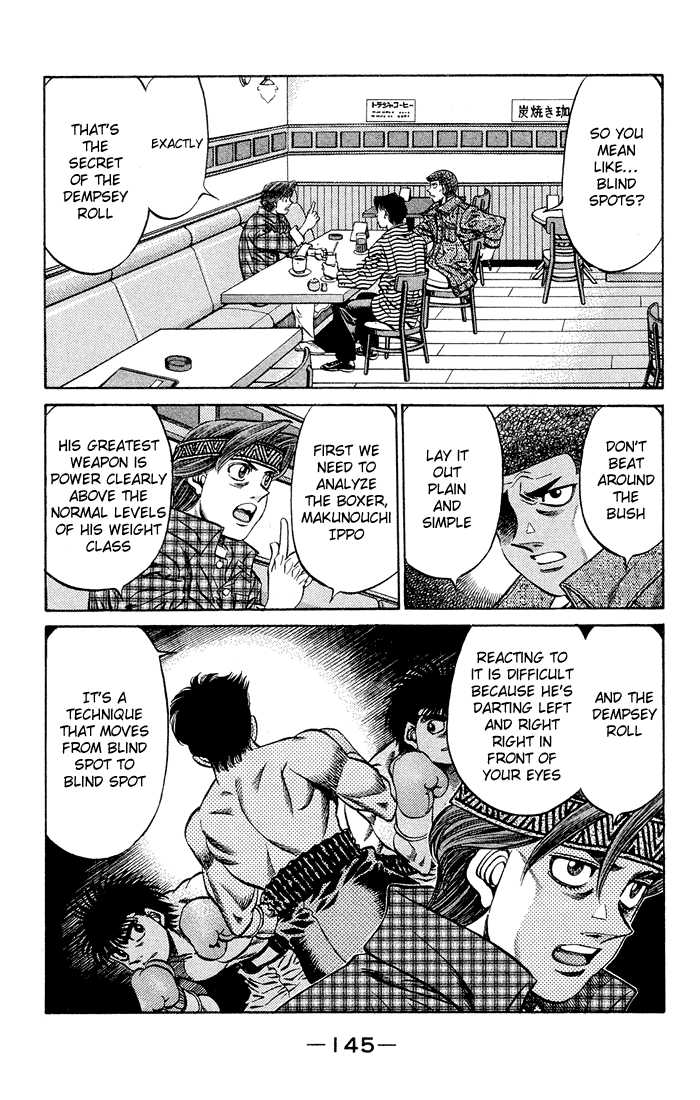 SO YOU
MEAN
LIKE...
BLIND
SPOTS?
炭焼き珈
トラジャコーヒー
EXACTLY
THAT'S
THE
SECRET
OF THE
DEMPSEY
ROLL
DON'T
BEAT
AROUND
THE
BUSH
LAY IT
OUT
PLAIN
AND
SIMPLE
FIRST WE
NEED TO
ANALYZE
THE BOXER,
MAKUNOUCHI
IPPO
HIS GREATEST
WEAPON IS
POWER CLEARLY
ABOVE THE
NORMAL LEVELS
OF HIS WEIGHT
CLASS
AND THE
DEMPSEY
ROLL
REACTING TO
IT IS DIFFICULT
BECAUSE HE'S
DARTING LEFT
AND RIGHT
RIGHT IN
FRONT OF
YOUR EYES
IT'S A
TECHNIQUE
THAT MOVES
FROM BLIND
SPOT TO
BLIND SPOT
—145—